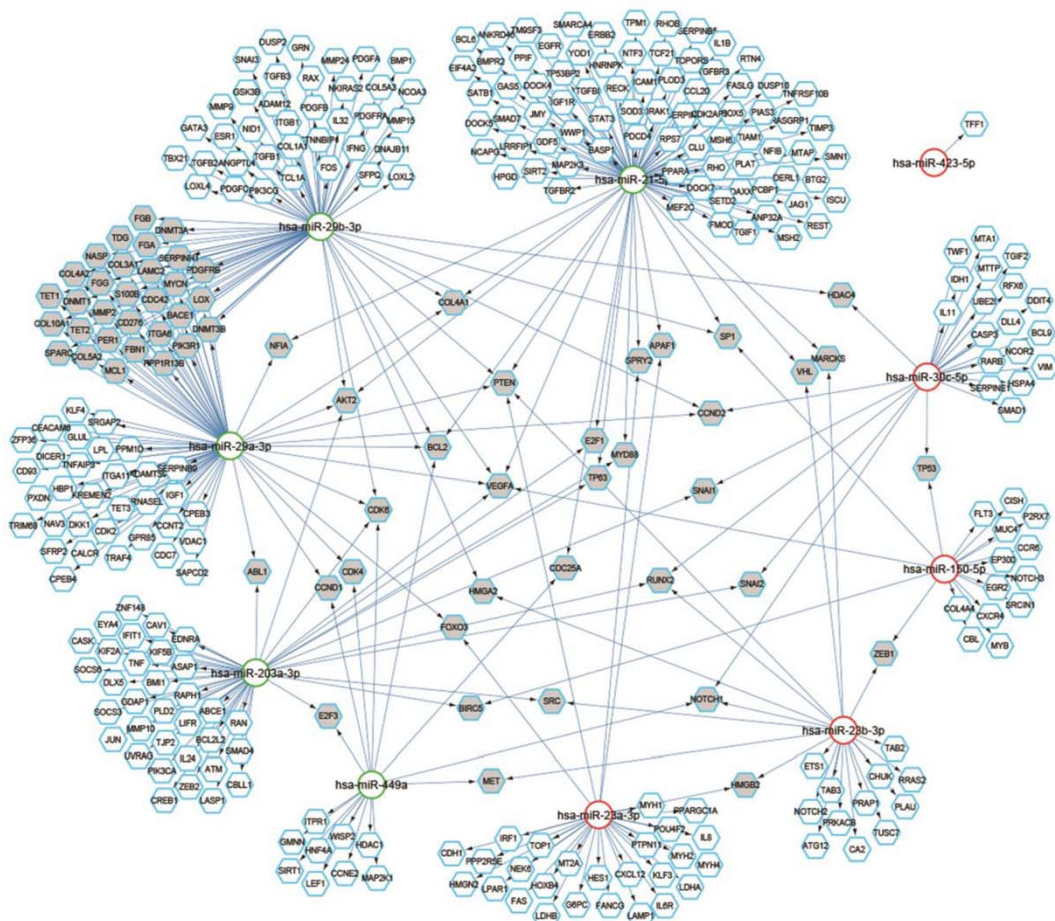 DUSP2
GRN
SNAI3
MMP24
PDGFA
TGFB3
RAX
BMP1
GSK3B
NKIRAS2
COL5A3
ADAM12
PDGFB
NCOA3
MMP9
IL32
ITGB1
PDGFRA
GATA3
NID1
MMP15
ESR1
COL1A1
CTNNBIP1
TBX21
TGFB1
IFNG
DNAJB11
TGFB2
ANGPTL4
FOS
TCL1A
SFPQ
LOXL2
LOXL4
PDGFC
PIK3CG
hsa-miR-29b-3p
SMARCA4
TPM1
RHOB
TM9SF3
ERBB2
SERPINB5
ANKRD46
BCL6
EGFR
YOD1
NTF3
TCF21
IL1B
BMPR2
PPIF
HNRNPK
TOPORS
RTN4
EIF4A2
TP53BP2
ICAM1
TGFBR3
DOCK4
TGFBI
RECK
PLOD3
FASLG
DUSP10
SATB1
GAS5
IGF1R
CCL20
TNFRSF10B
SOD3
IRAK1
JMY
STAT3
CDK2AP1
SOX5
PIAS3
DOCK5
SMAD7
PDCD4
RASGRP1
WWP1
RPS7
MSH6
TIAM1
TIMP3
LRRFIP1
GDF5
BASP1
CLU
NFIB
NCAPG
MTAP
MAP2K3
PPARA
RHO
PLAT
SMN1
HPGD
SIRT2
DERL1
BTG2
TGFBR2
DOCK7
DAXX
PCBP1
ISCU
MEF2C
SETD2
JAG1
FMOD
ANP32A
REST
TGIF1
MSH2
hsa-miR-21-5p
TFF1
hsa-miR-423-5p
FGB
DNMT3A
TDG
FGA
NASP
SERPINH1
COL3A1
COL4A2
LAMC2
PDGFRB
FGG
MYCN
TET1
S100B
LOX
DNMT1
CDC42
MMP2
BACE1
COL10A1
CD276
TET2
ITGA6
DNMT3B
PER1
SPARC
FBN1
PIK3R1
COL5A2
PPP1R13B
MCL1
hsa-miR-29a-3p
COL4A1
HDAC4
NFIA
SP1
APAF1
SPRY2
MARCKS
VHL
PTEN
AKT2
CCND2
BCL2
E2F1
MYD88
TP63
VEGFA
SNAI1
TP53
CDK6
CDC25A
ABL1
CDK4
CCND1
RUNX2
SNAI2
HMGA2
FOXO3
ZEB1
E2F3
BIRC5
SRC
NOTCH1
MET
HMGB2
MTA1
TWF1
TGIF2
MTTP
IDH1
RFX6
UBE2I
DDIT4
IL11
DLL4
CASP3
BCL9
NCOR2
RARB
VIM
HSPA4
SERPINE1
SMAD1
hsa-miR-30c-5p
KLF4
CEACAM6
SRGAP2
ZFP36
GLUL
DICER1
LPL
PPM1D
CD93
TNFAIP3
SERPINB9
ITGA11
ADAMTS9
HBP1
PXDN
KREMEN2
IGF1
RNASEL
TET3
CPEB3
TRIM68
NAV3
DKK1
CCNT2
CDK2
VDAC1
SFRP2
GPR85
CALCR
TRAF4
CDC7
CPEB4
SAPCD2
CISH
FLT3
P2RX7
MUC4
CCR6
EP300
NOTCH3
EGR2
SRCIN1
COL4A4
CXCR4
CBL
MYB
hsa-miR-150-5p
ZNF148
EYA4
CAV1
IFIT1
EDNRA
CASK
KIF2A
KIF5B
TNF
SOCS6
ASAP1
BMI1
DLX5
RAPH1
GDAP1
PLD2
ABCE1
SOCS3
LIFR
RAN
MMP10
BCL2L2
JUN
TJP2
SMAD4
UVRAG
IL24
ATM
PIK3CA
CBLL1
ZEB2
CREB1
LASP1
hsa-miR-203a-3p
hsa-miR-449a
ITPR1
WISP2
GMNN
HNF4A
HDAC1
SIRT1
CCNE2
MAP2K1
LEF1
hsa-miR-23a-3p
MYH1
PPARGC1A
IRF1
POU4F2
IL8
CDH1
TOP1
PTPN11
PPP2R5E
MYH2
MYH4
NEK6
MT2A
HMGN2
CXCL12
KLF3
LPAR1
HES1
LDHA
HOXB4
FAS
IL6R
G6PC
FANCG
LDHB
LAMP1
hsa-miR-23b-3p
TAB2
ETS1
CHUK
RRAS2
TAB3
PRAP1
PLAU
NOTCH2
PRKACB
TUSC7
ATG12
CA2